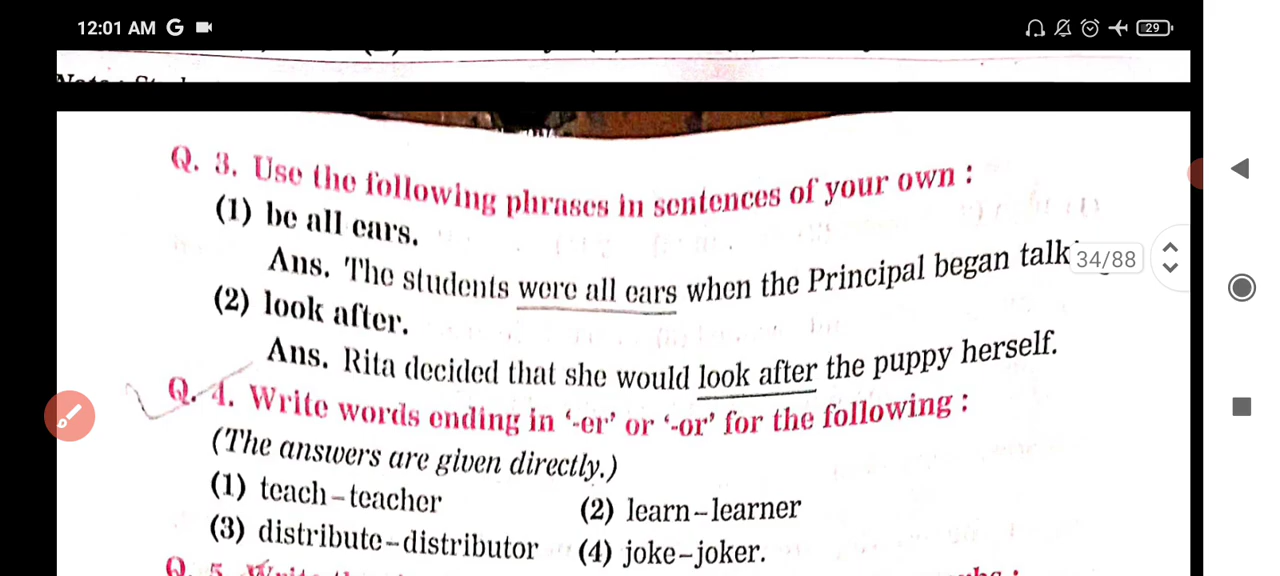 12:01 AM G
29
Q. 3. Use the following phrases in sentences of your own :
(1) be all ears.
Ans. The students were all ears when the Principal began talk
34/88
(2) look after.
Ans. Rita decided that she would look after the puppy herself.
Q. 4. Write words ending in ‘-er’ or ‘-or’ for the following :
(The answers are given directly.)
(1) teach–teacher (2) learn–learner
(3) distribute–distributor (4) joke–joker.
Q. 5.